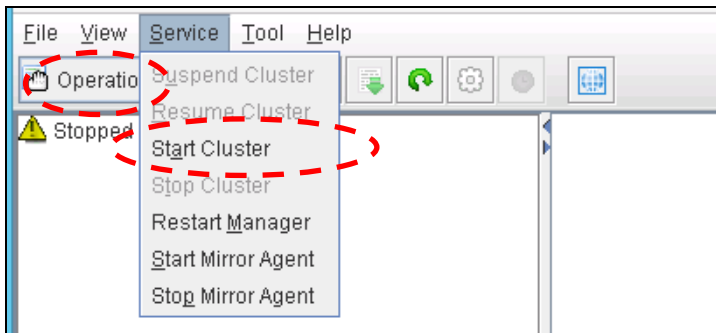 File View Service Tool Help
Operatio
Suspend Cluster
Resume Cluster
Stopped
Start Cluster
Stop Cluster
Restart Manager
Start Mirror Agent
Stop Mirror Agent